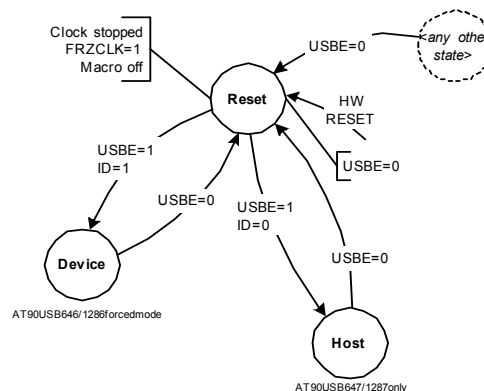 Clock stopped
FRZCLK=1
Macro off
USBE=0
<any othe
state>
Reset
HW
RESET
USBE=0
USBE=1
ID=1
USBE=0
USBE=1
ID=0
USBE=0
Device
AT90USB646/1286forcedmode
Host
AT90USB647/1287only